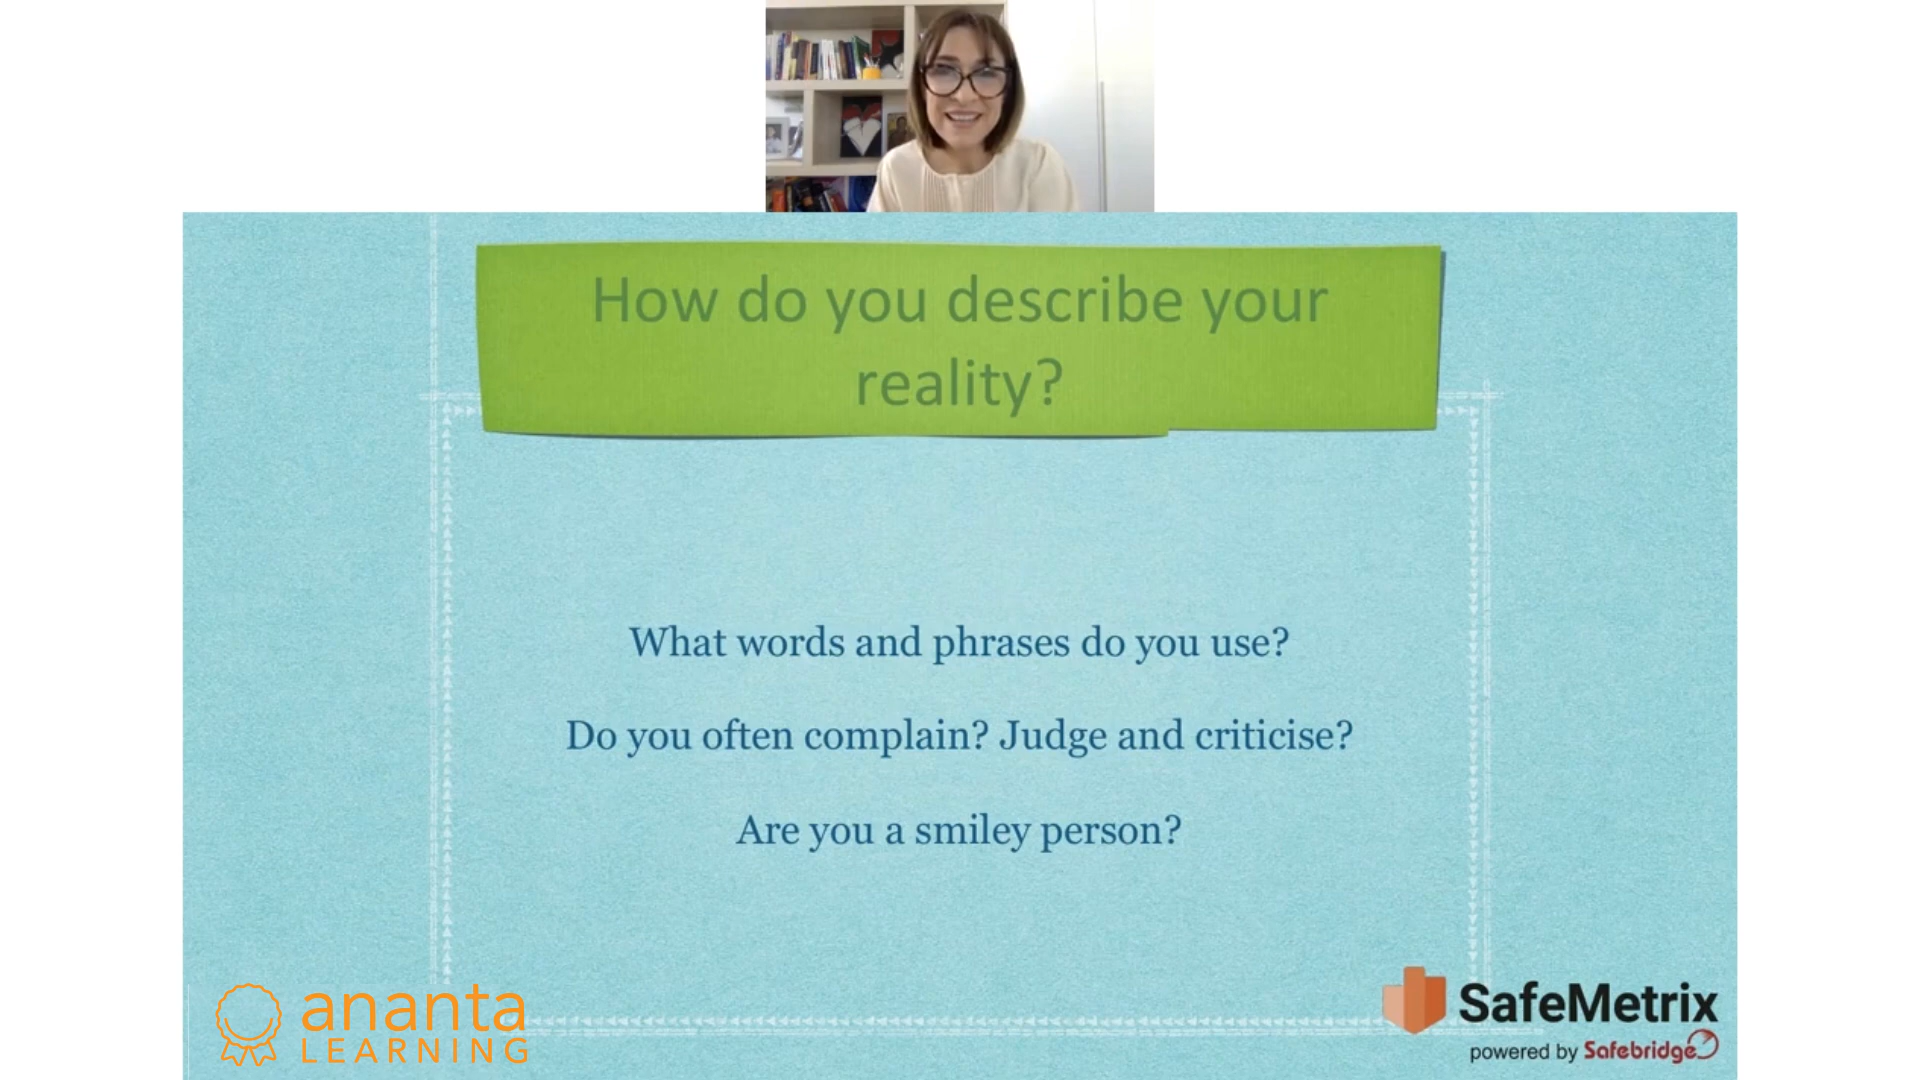 How do you describe your
reality?
What words and phrases do you use?
Do you often complain? Judge and criticise?
Are you a smiley person?
ananta
LEARNING
SafeMetrix
powered by Safebridge